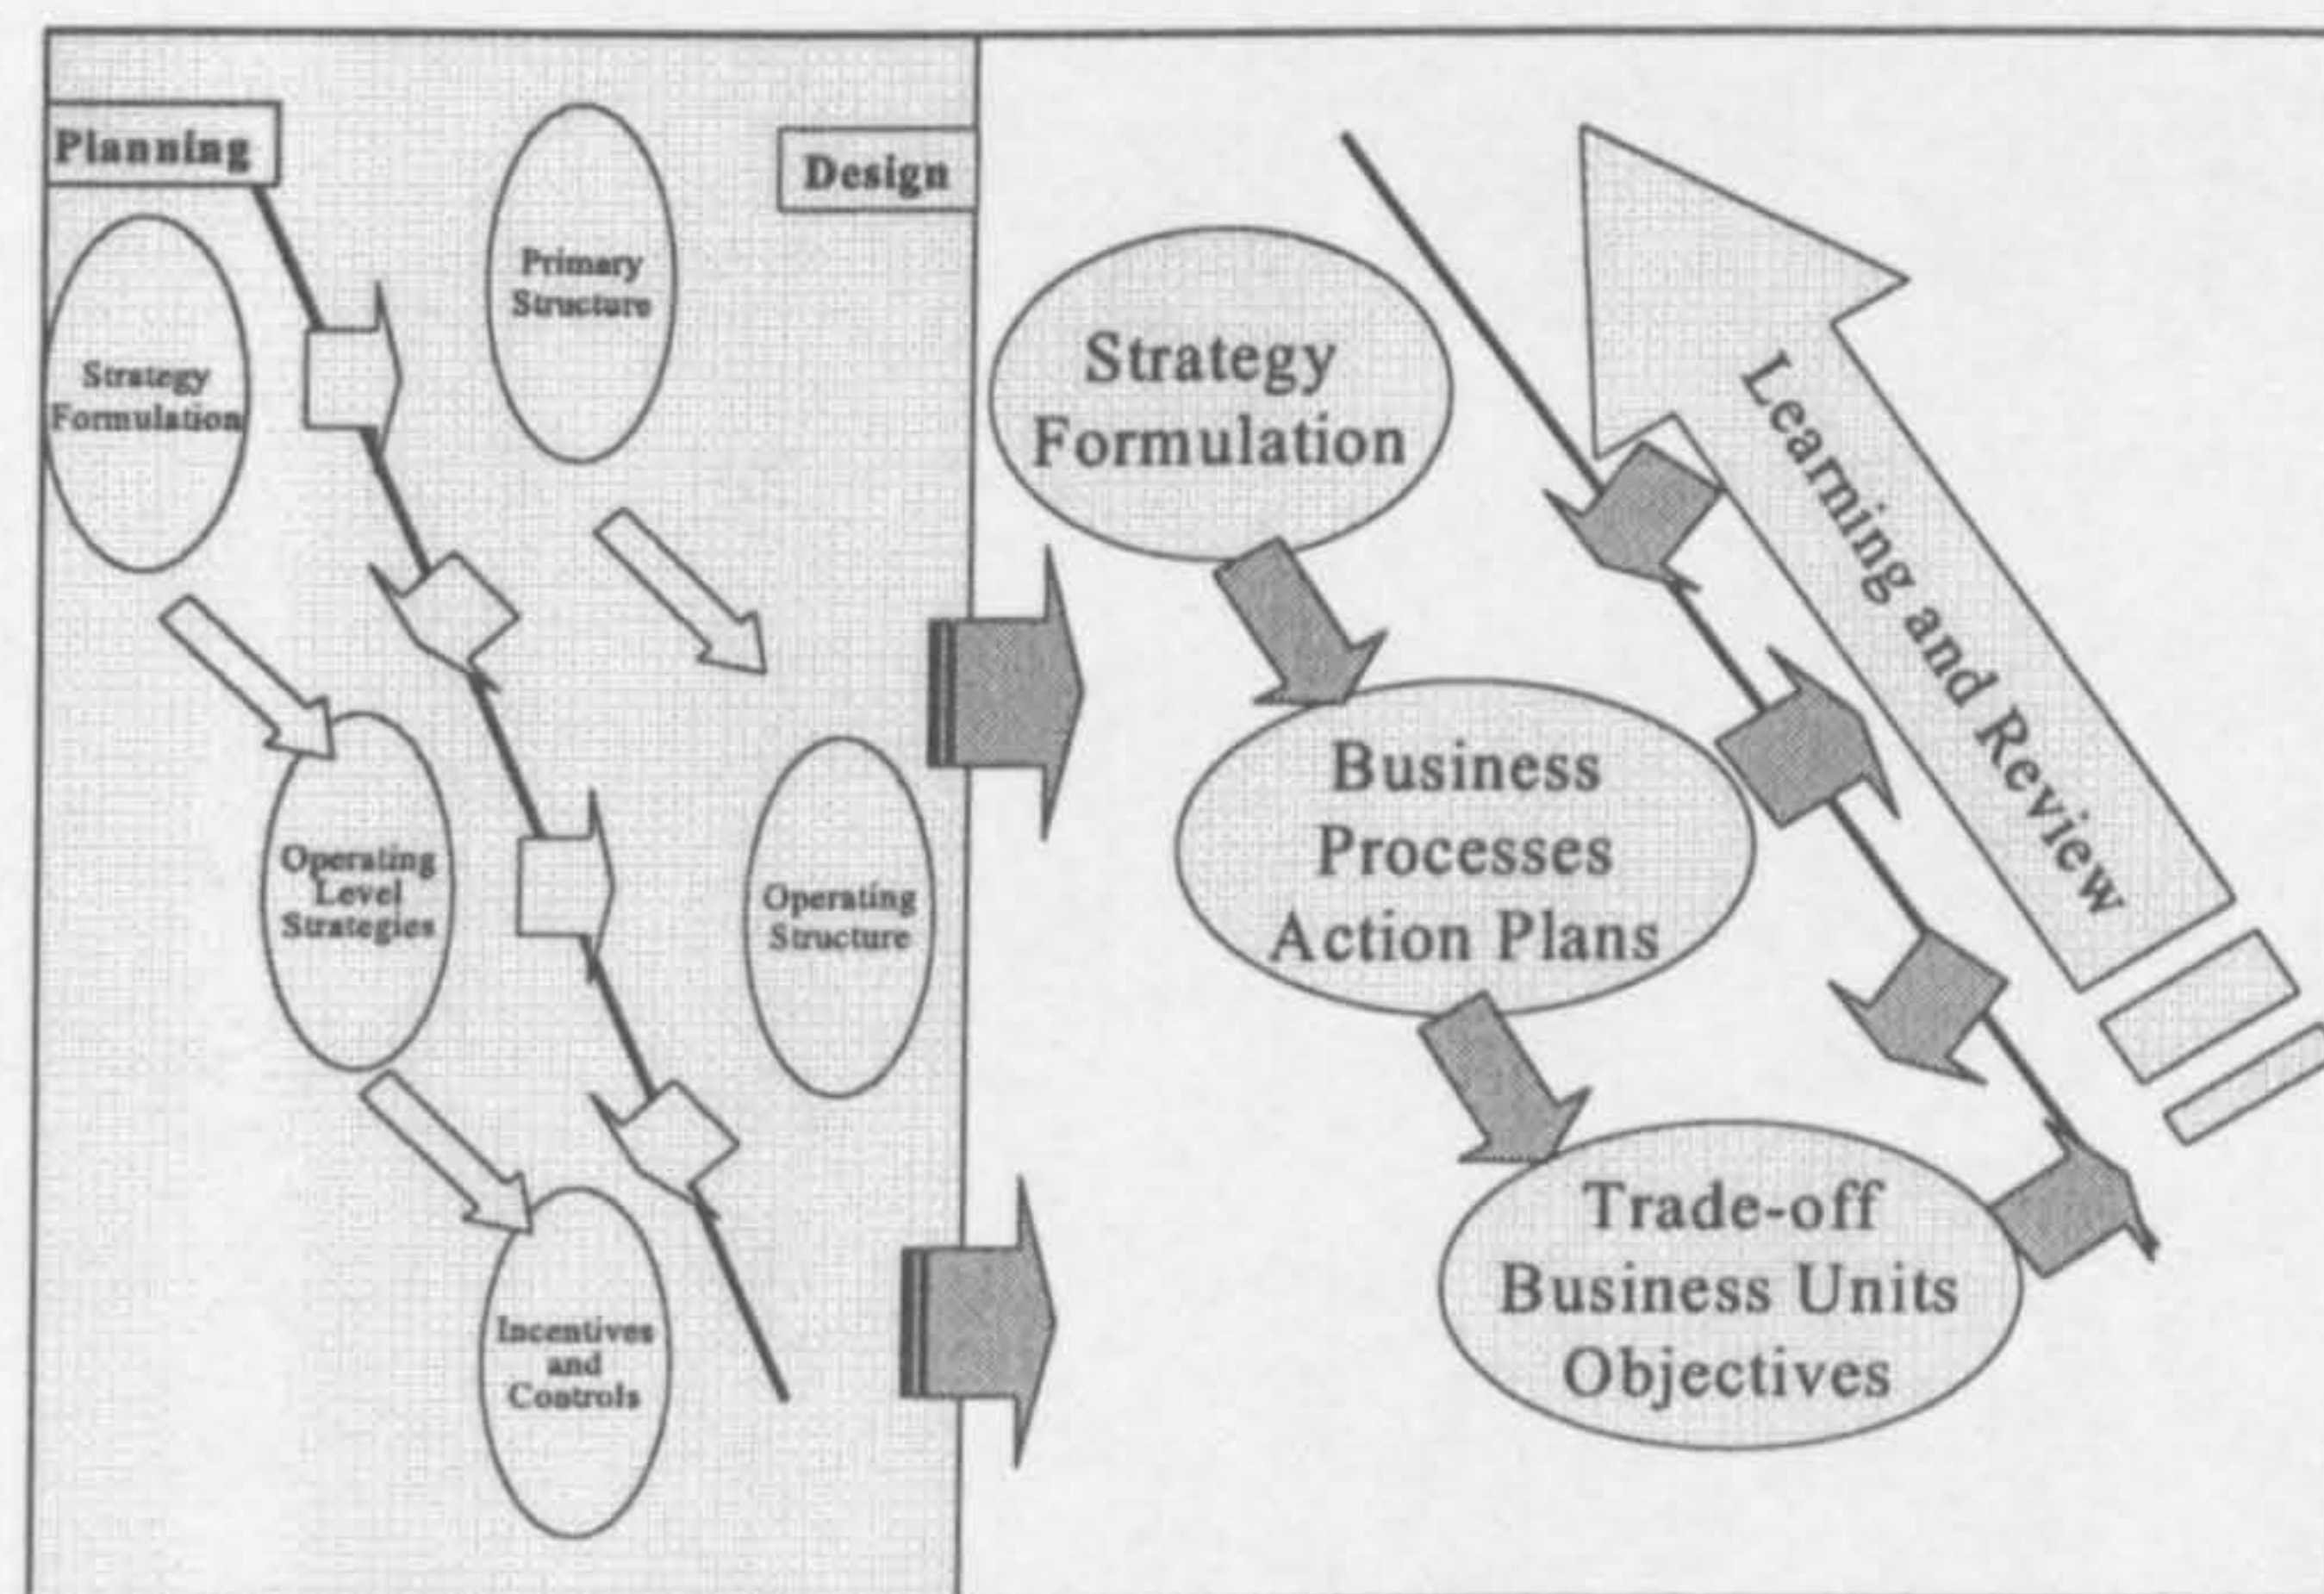 Planning
Design
Primary
Structure
Strategy
Formulation
Operating
Level
Strategies
Operating
Structure
Incentives
and
Controls
Strategy
Formulation
Business
Processes
Action Plans
Trade-off
Business Units
Objectives
Learning and Review